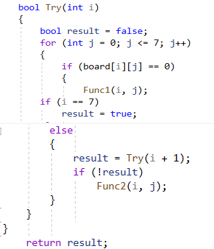 bool Try(int i)
{
bool result = false;
for (int j = 0; j <= 7; j++)
{
if (board[i][j] == 0)
{
Func1(i, j);
if (i == 7)
result = true;
else
{
result = Try(i + 1);
if (!result)
Func2(i, j);
}
}
}
return result;